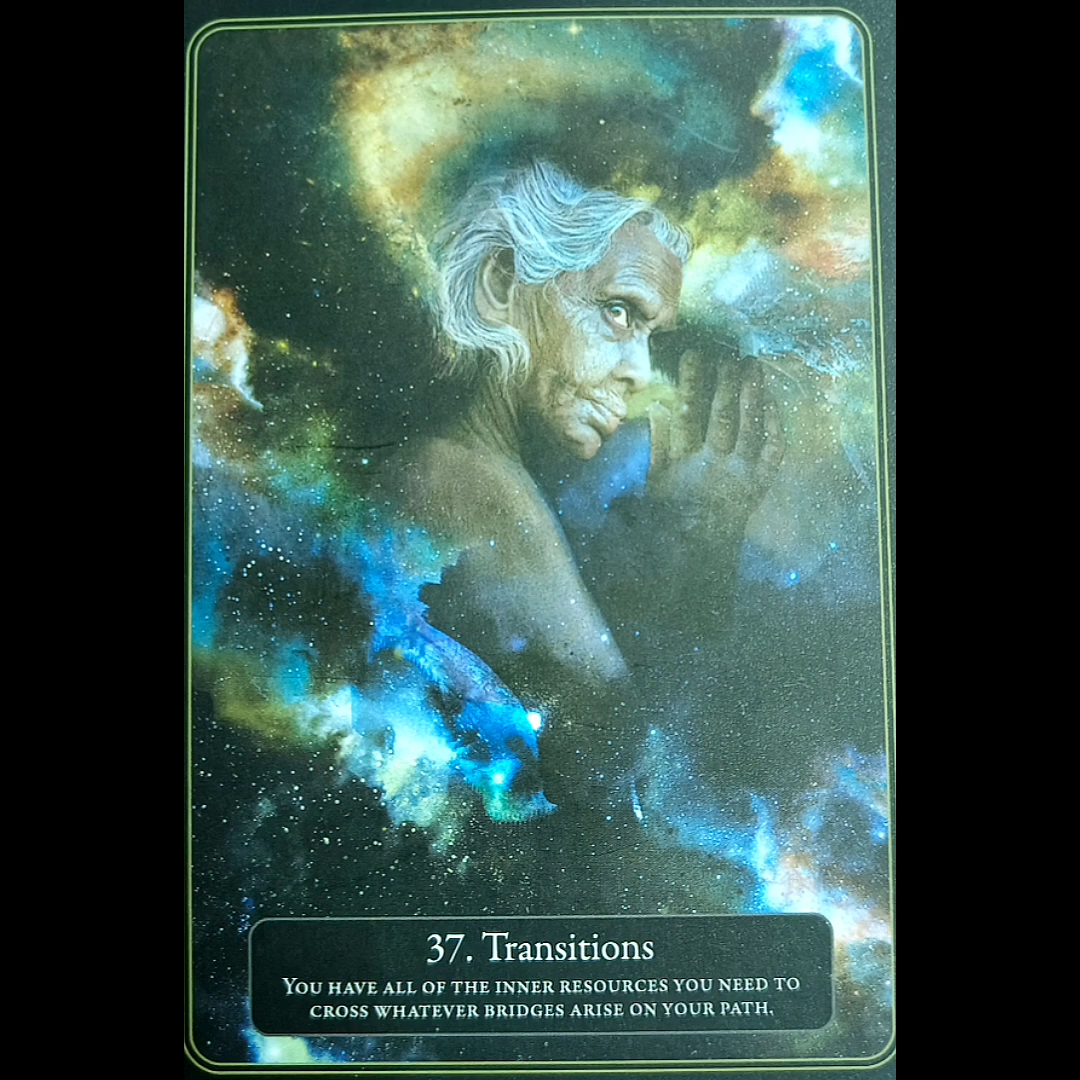 37. Transitions
You have all of the inner resources you need to
cross whatever bridges arise on your path.